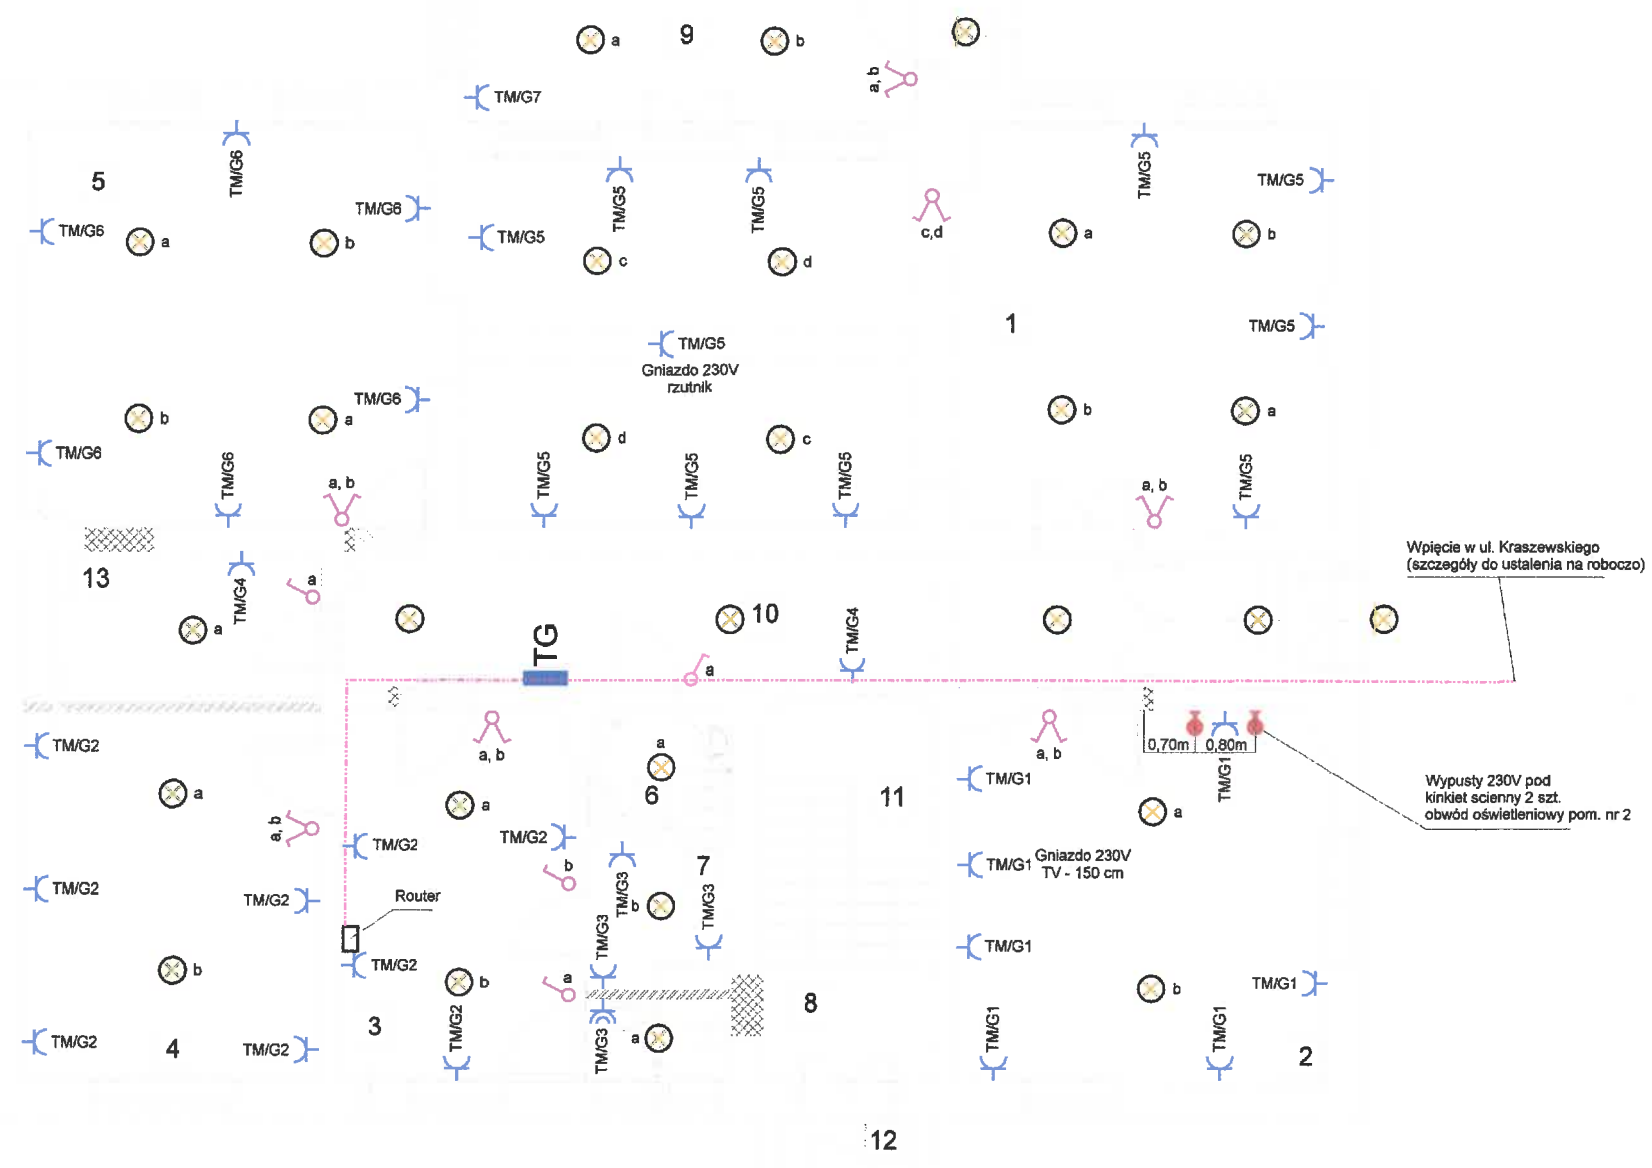 a
9
b
a, b
TM/G7
TM/G6
TM/G5
TM/G5
TM/G5
TM/G5
5
TM/G6
TM/G6
a
b
TM/G5
c
d
c,d
a
b
1
TM/G5
TM/G5
Gniazdo 230V
rzutnik
TM/G6
b
a
d
c
b
a
TM/G6
TM/G6
a, b
TM/G5
TM/G5
TM/G5
a, b
TM/G5
Wpięcie w ul. Kraszewskiego
(szczegóły do ustalenia na roboczo)
13
TM/G4
a
a
TG
10
a
TM/G4
TM/G2
a, b
a
a, b
0,70m
0,80m
TM/G1
TM/G1
Wypusty 230V pod
kinkiet scienny 2 szt.
obwód oświetleniowy pom. nr 2
a
a
6
11
a
a, b
TM/G2
TM/G2
b
7
TM/G3
TM/G3
TM/G1
Gniazdo 230V
TV - 150 cm
TM/G2
TM/G2
Router
b
TM/G3
TM/G1
TM/G2
b
b
a
8
b
TM/G1
TM/G2
TM/G2
4
3
TM/G2
TM/G3
a
TM/G1
TM/G1
2
12